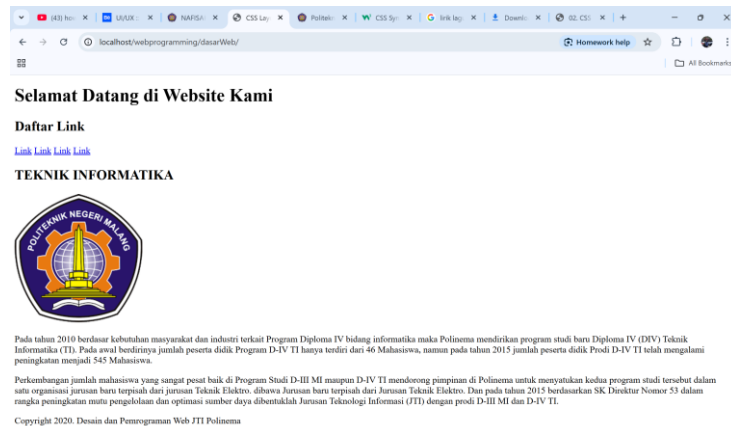 (43) ho
UI/UX :
NAFISA
CSS Lay
Politek
CSS Syn
lirik lag
Downlo
02. CSS
localhost/webprogramming/dasarWeb/
Homework help
All Bookmarks
Selamat Datang di Website Kami
Daftar Link
Link Link Link Link
TEKNIK INFORMATIKA
POLITEKNIK NEGERI MALANG
Pada tahun 2010 berdasar kebutuhan masyarakat dan industri terkait Program Diploma IV bidang informatika maka Polinema mendirikan program studi baru Diploma IV (DIV) Teknik
Informatika (TI). Pada awal berdirinya jumlah peserta didik Program D-IV TI hanya terdiri dari 46 Mahasiswa, namun pada tahun 2015 jumlah peserta didik Prodi D-IV TI telah mengalami
peningkatan menjadi 545 Mahasiswa.
Perkembangan jumlah mahasiswa yang sangat pesat baik di Program Studi D-III MI maupun D-IV TI mendorong pimpinan di Polinema untuk menyatukan kedua program studi tersebut dalam
satu organisasi jurusan baru terpisah dari jurusan Teknik Elektro. dibawa Jurusan baru terpisah dari Jurusan Teknik Elektro. Dan pada tahun 2015 berdasarkan SK Direktur Nomor 53 dalam
rangka peningkatan mutu pengelolaan dan optimasi sumber daya dibentuklah Jurusan Teknologi Informasi (JTI) dengan prodi D-III MI dan D-IV TI.
Copyright 2020. Desain dan Pemrograman Web JTI Polinema